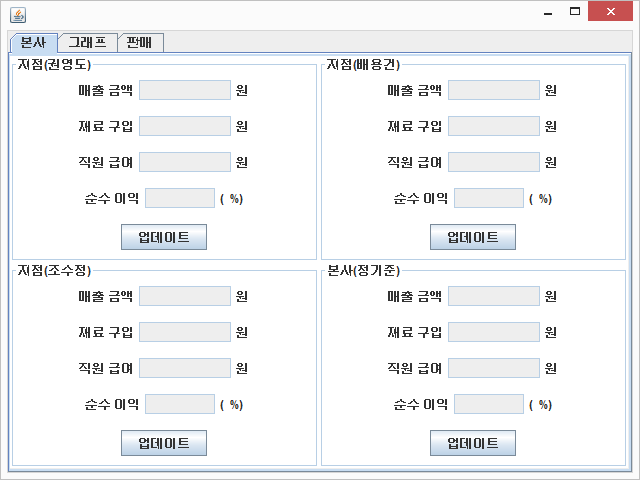 본사 그래프 판매
지점(권영도)
매출 금액 원
재료 구입 원
직원 급여 원
순수 이익 ( %)
업데이트
지점(배용건)
매출 금액 원
재료 구입 원
직원 급여 원
순수 이익 ( %)
업데이트
지점(조수정)
매출 금액 원
재료 구입 원
직원 급여 원
순수 이익 ( %)
업데이트
본사(정기준)
매출 금액 원
재료 구입 원
직원 급여 원
순수 이익 ( %)
업데이트